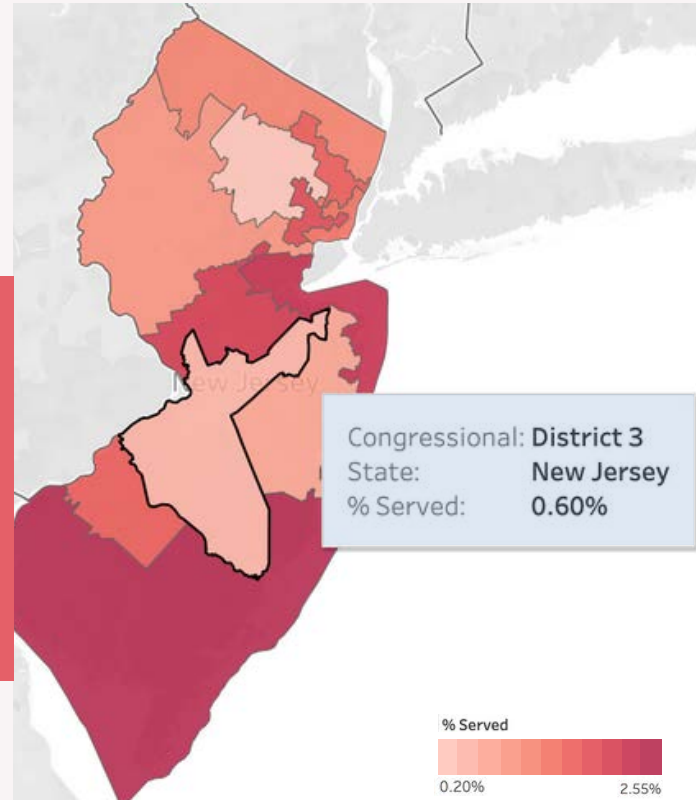 New Jersey
Congressional: District 3
State: New Jersey
% Served: 0.60%
% Served
0.20% 2.55%